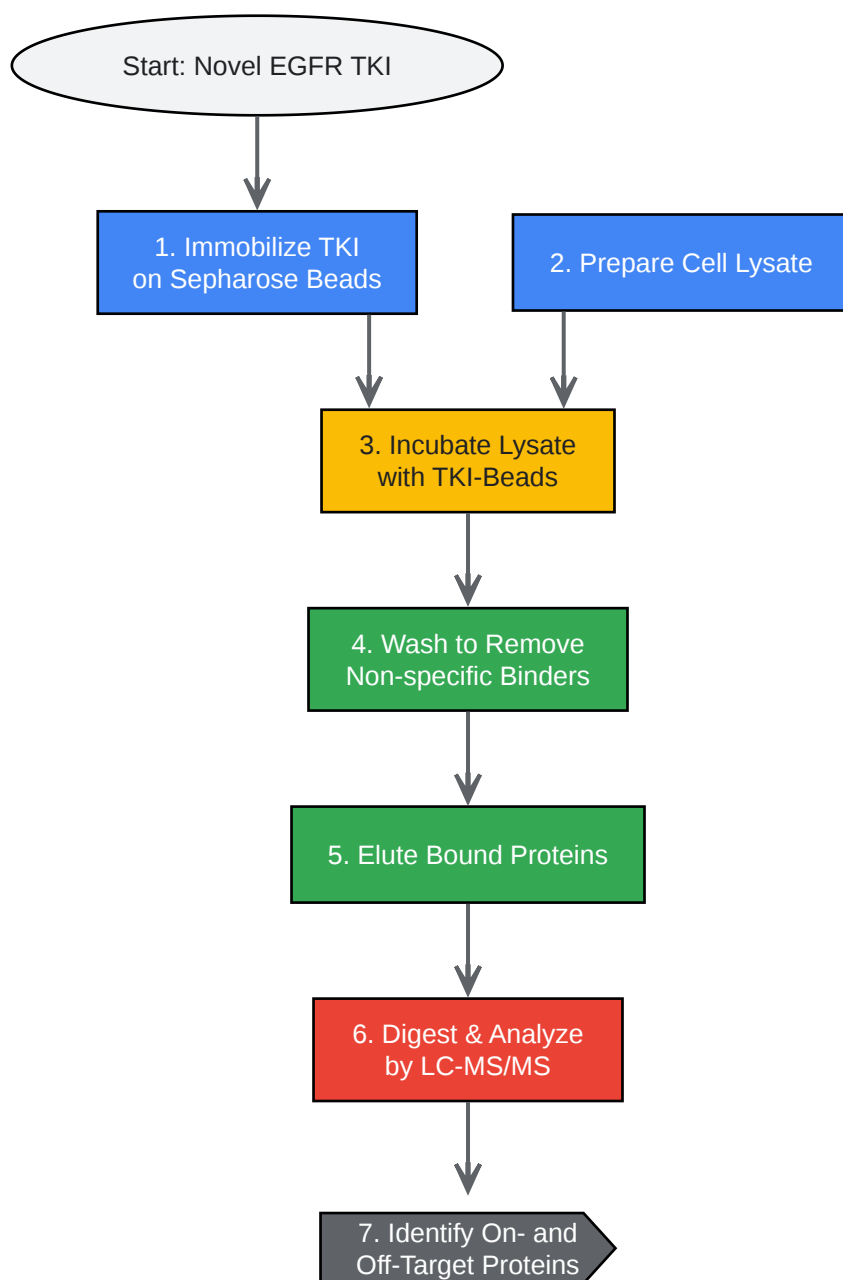 Start: Novel EGFR TKI
1. Immobilize TKI
on Sepharose Beads
2. Prepare Cell Lysate
3. Incubate Lysate
with TKI-Beads
4. Wash to Remove
Non-specific Binders
5. Elute Bound Proteins
6. Digest & Analyze
by LC-MS/MS
7. Identify On- and
Off-Target Proteins